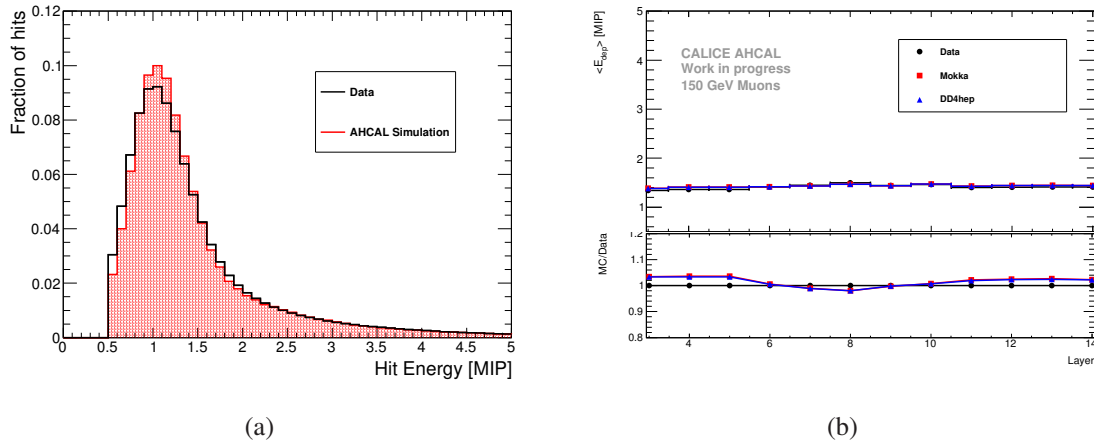 Fraction of hits
0.12
0.1
0.08
0.06
0.04
0.02
0
Data
AHCAL Simulation
0 0.5 1 1.5 2 2.5 3 3.5 4 4.5 5
Hit Energy [MIP]
(a)
<E_dep> [MIP]
5
4
3
2
1
CALICE AHCAL
Work in progress
150 GeV Muons
Data
Mokka
DD4hep
MC/Data
1.2
1.1
1.0
0.9
0.8
4 6 8 10 12 14
Layer
(b)